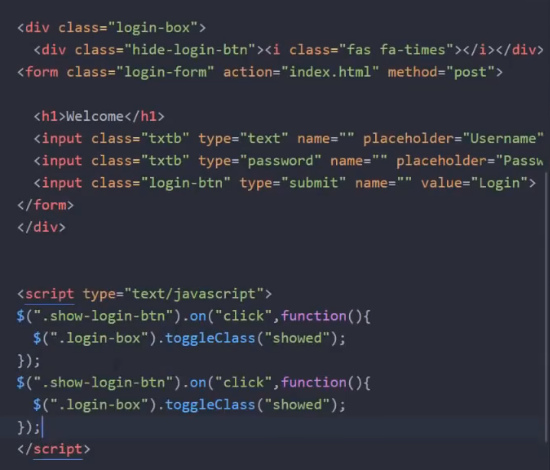 <div class="login-box">
<div class="hide-login-btn"><i class="fas fa-times"></i></div>
<form class="login-form" action="index.html" method="post">
<h1>Welcome</h1>
<input class="txtb" type="text" name="" placeholder="Username"
<input class="txtb" type="password" name="" placeholder="Passw
<input class="login-btn" type="submit" name="" value="Login">
</form>
</div>
<script type="text/javascript">
$(".show-login-btn").on("click",function(){
$(".login-box").toggleClass("showed");
});
$(".show-login-btn").on("click",function(){
$(".login-box").toggleClass("showed");
});
</script>